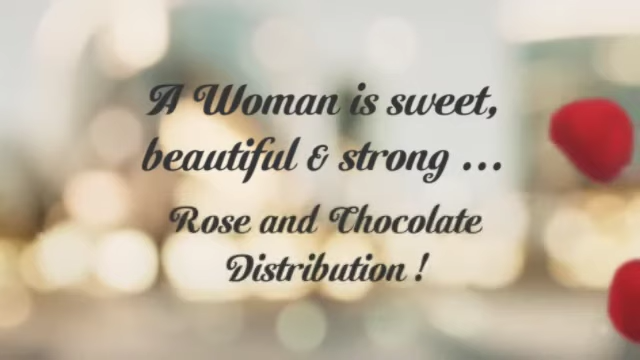 A Woman is sweet,
beautiful & strong ...
Rose and Chocolate
Distribution !